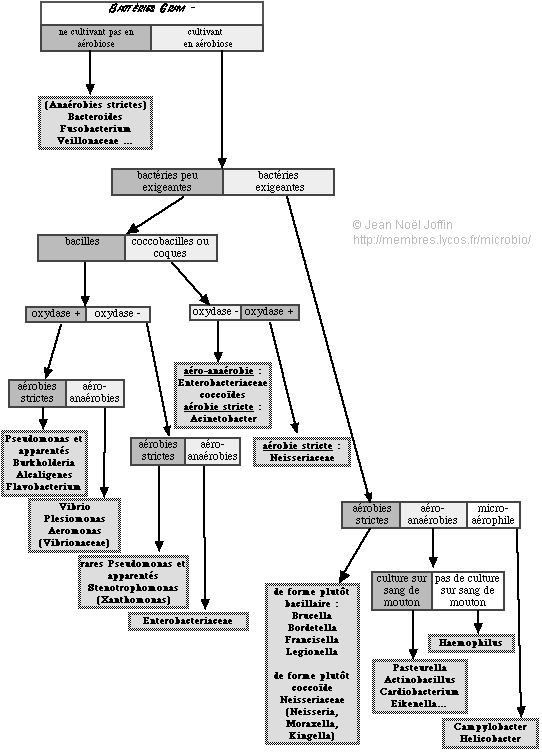 BACTÉRIES GRAM -
ne cultivant pas en
aérobiose
cultivant
en aérobiose
(Anaérobies strictes)
Bacteroides
Fusobacterium
Veillonaceae ...
bactéries peu
exigeantes
bactéries
exigeantes
© Jean Noël Joffin
http://membres.lycos.fr/microbio/
bacilles
coccobacilles ou
coques
oxydase +
oxydase -
oxydase -
oxydase +
aéro-anaérobie :
Enterobacteriaceae
coccoïdes
aérobie stricte :
Acinetobacter
aérobies
strictes
aéro-
anaérobies
Pseudomonas et
apparentés
Burkholderia
Alcaligenes
Flavobacterium
aérobies
strictes
aéro-
anaérobies
aérobie stricte :
Neisseriaceae
Vibrio
Plesiomonas
Aeromonas
(Vibrionaceae)
rares Pseudomonas et
apparentés
Stenotrophomonas
(Xanthomonas)
Enterobacteriaceae
aérobies
strictes
aéro-
anaérobies
micro-
aérophile
culture sur
sang de
mouton
pas de culture
sur sang de
mouton
de forme plutôt
bacillaire :
Brucella
Bordetella
Francisella
Legionella
de forme plutôt
coccoïde
Neisseriaceae
(Neisseria,
Moraxella,
Kingella)
Haemophilus
Pasteurella
Actinobacillus
Cardiobacterium
Eikenella...
Campylobacter
Helicobacter